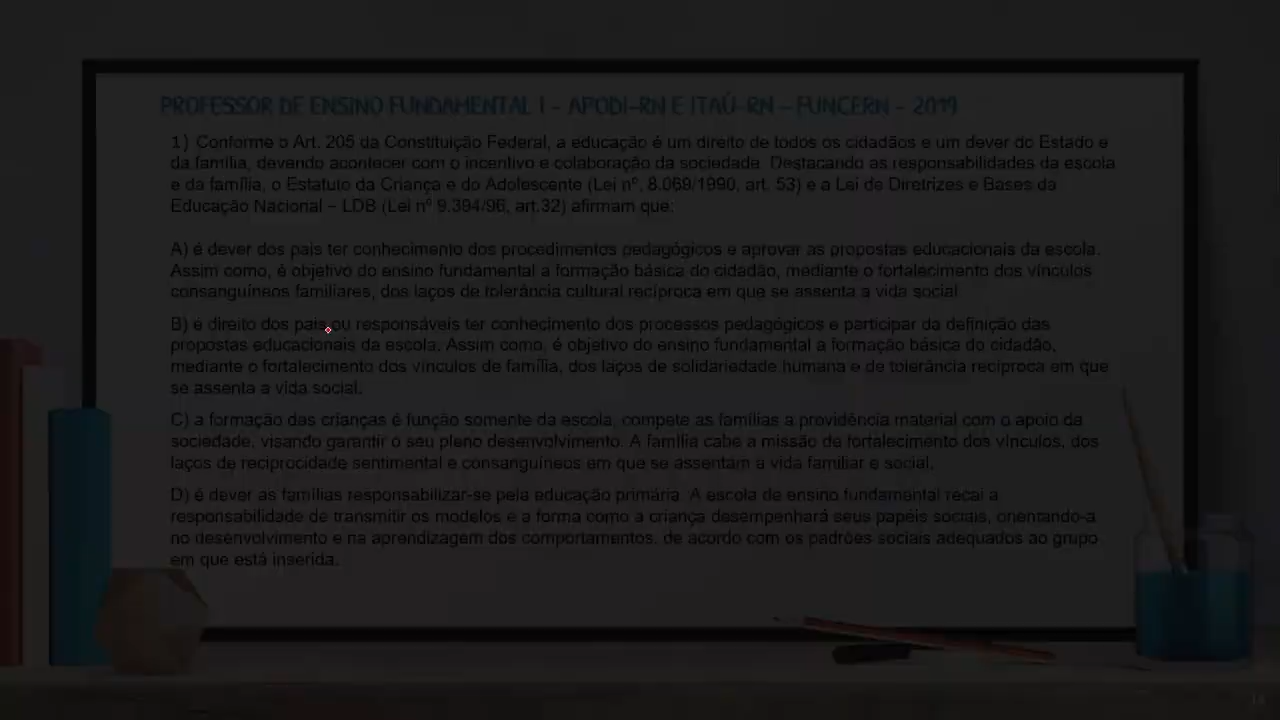 PROFESSOR DE ENSINO FUNDAMENTAL I - APODI-RN E ITAÚ-RN - FUNCERN - 2019
1) Conforme o Art. 205 da Constituição Federal, a educação é um direito de todos os cidadãos e um dever do Estado e
da família, devendo acontecer com o incentivo e colaboração da sociedade. Destacando as responsabilidades da escola
e da família, o Estatuto da Criança e do Adolescente (Lei nº. 8.069/1990, art. 53) e a Lei de Diretrizes e Bases da
Educação Nacional – LDB (Lei nº 9.394/96, art.32) afirmam que:
A) é dever dos pais ter conhecimento dos procedimentos pedagógicos e aprovar as propostas educacionais da escola.
Assim como, é objetivo do ensino fundamental a formação básica do cidadão, mediante o fortalecimento dos vínculos
consanguíneos familiares, dos laços de tolerância cultural recíproca em que se assenta a vida social.
B) é direito dos pais ou responsáveis ter conhecimento dos processos pedagógicos e participar da definição das
propostas educacionais da escola. Assim como, é objetivo do ensino fundamental a formação básica do cidadão,
mediante o fortalecimento dos vínculos de família, dos laços de solidariedade humana e de tolerância recíproca em que
se assenta a vida social.
C) a formação das crianças é função somente da escola, compete as famílias a providência material com o apoio da
sociedade, visando garantir o seu pleno desenvolvimento. A família cabe a missão de fortalecimento dos vínculos, dos
laços de reciprocidade sentimental e consanguíneos em que se assentam a vida familiar e social.
D) é dever as famílias responsabilizar-se pela educação primária. A escola de ensino fundamental recai a
responsabilidade de transmitir os modelos e a forma como a criança desempenhará seus papéis sociais, orientando-a
no desenvolvimento e na aprendizagem dos comportamentos, de acordo com os padrões sociais adequados ao grupo
em que está inserida.